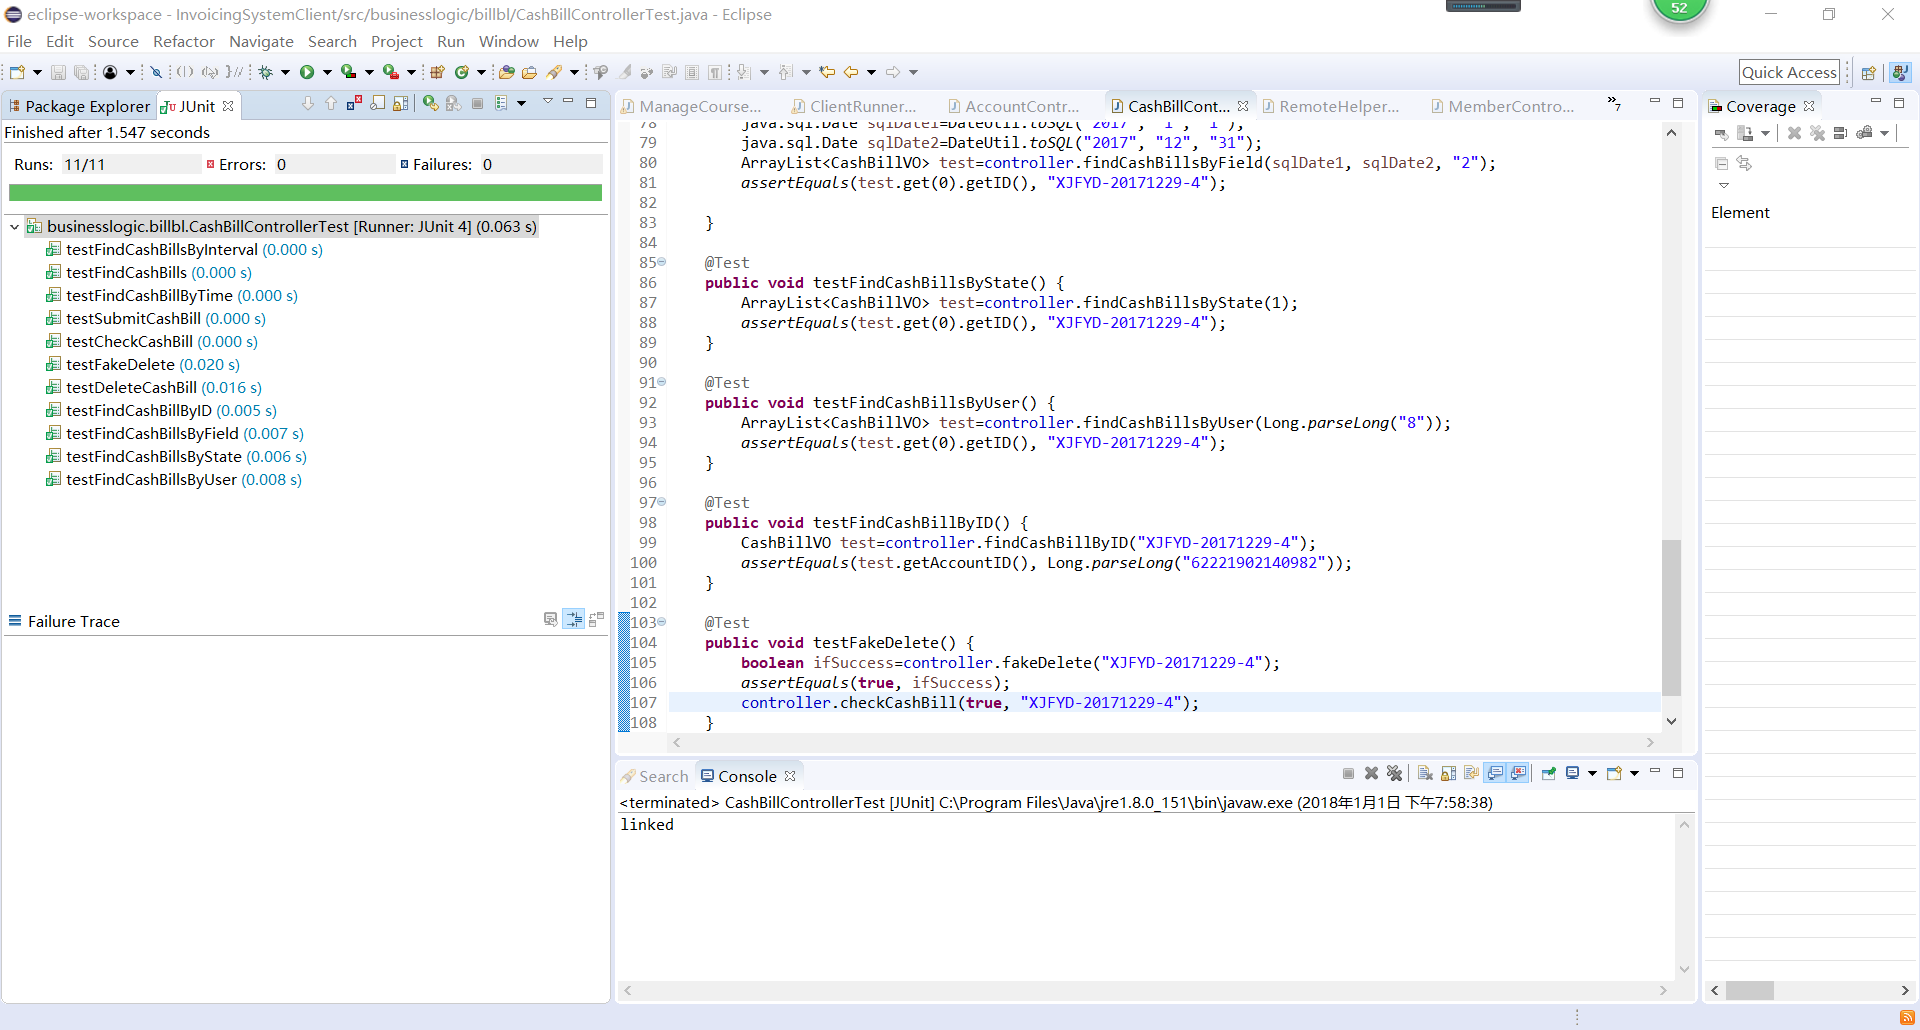 eclipse-workspace - InvoicingSystemClient/src/businesslogic/billbl/CashBillControllerTest.java - Eclipse
52
File Edit Source Refactor Navigate Search Project Run Window Help
Quick Access
Package Explorer
JUnit
Finished after 1.547 seconds
Runs: 11/11 Errors: 0 Failures: 0
businesslogic.billbl.CashBillControllerTest [Runner: JUnit 4] (0.063 s)
testFindCashBillsByInterval (0.000 s)
testFindCashBills (0.000 s)
testFindCashBillByTime (0.000 s)
testSubmitCashBill (0.000 s)
testCheckCashBill (0.000 s)
testFakeDelete (0.020 s)
testDeleteCashBill (0.016 s)
testFindCashBillByID (0.005 s)
testFindCashBillsByField (0.007 s)
testFindCashBillsByState (0.006 s)
testFindCashBillsByUser (0.008 s)
Failure Trace
ManageCourse... ClientRunner... AccountContr... CashBillCont... RemoteHelper... MemberContro... »7
78 java.sql.Date sqlDate1=DateUtil.toSQL("2017", "1", "1");
79 java.sql.Date sqlDate2=DateUtil.toSQL("2017", "12", "31");
80 ArrayList<CashBillVO> test=controller.findCashBillsByField(sqlDate1, sqlDate2, "2");
81 assertEquals(test.get(0).getID(), "XJFYD-20171229-4");
82
83 }
84
85 @Test
86 public void testFindCashBillsByState() {
87 ArrayList<CashBillVO> test=controller.findCashBillsByState(1);
88 assertEquals(test.get(0).getID(), "XJFYD-20171229-4");
89 }
90
91 @Test
92 public void testFindCashBillsByUser() {
93 ArrayList<CashBillVO> test=controller.findCashBillsByUser(Long.parseLong("8"));
94 assertEquals(test.get(0).getID(), "XJFYD-20171229-4");
95 }
96
97 @Test
98 public void testFindCashBillByID() {
99 CashBillVO test=controller.findCashBillByID("XJFYD-20171229-4");
100 assertEquals(test.getAccountID(), Long.parseLong("62221902140982"));
101 }
102
103 @Test
104 public void testFakeDelete() {
105 boolean ifSuccess=controller.fakeDelete("XJFYD-20171229-4");
106 assertEquals(true, ifSuccess);
107 controller.checkCashBill(true, "XJFYD-20171229-4");
108 }
Search Console
<terminated> CashBillControllerTest [JUnit] C:\Program Files\Java\jre1.8.0_151\bin\javaw.exe (2018年1月1日 下午7:58:38)
linked
Coverage
Element